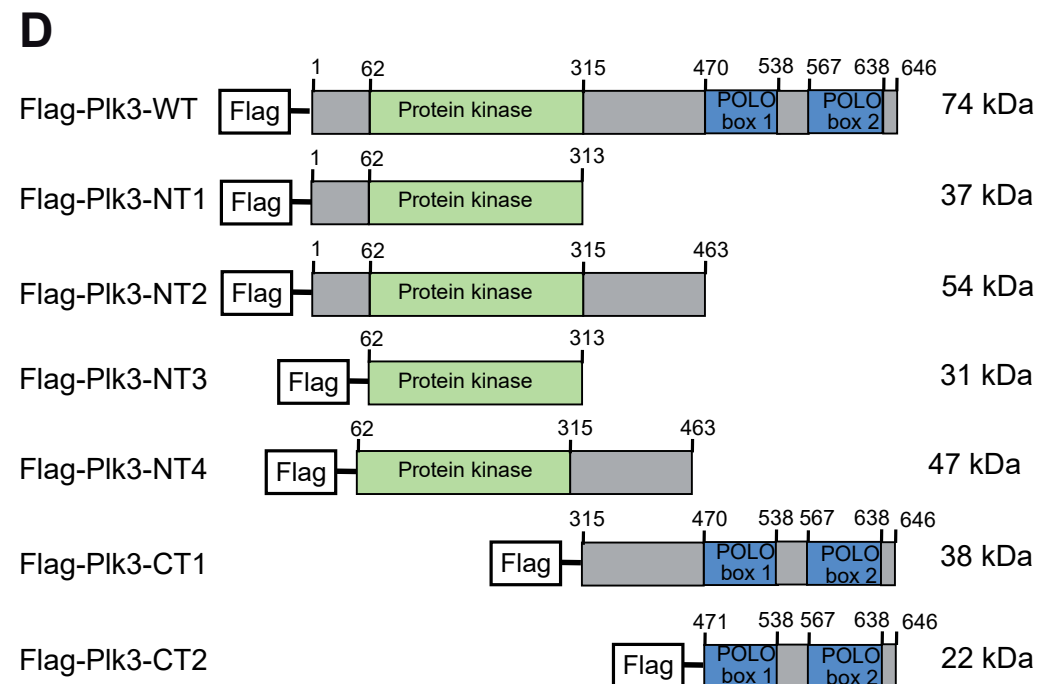 D
1 62 315 470 538 567 638 646
Flag-Plk3-WT Flag Protein kinase POLO box 1 POLO box 2 74 kDa
1 62 313
Flag-Plk3-NT1 Flag Protein kinase 37 kDa
1 62 315 463
Flag-Plk3-NT2 Flag Protein kinase 54 kDa
62 313
Flag-Plk3-NT3 Flag Protein kinase 31 kDa
62 315 463
Flag-Plk3-NT4 Flag Protein kinase 47 kDa
315 470 538 567 638 646
Flag-Plk3-CT1 Flag POLO box 1 POLO box 2 38 kDa
471 538 567 638 646
Flag-Plk3-CT2 Flag POLO box 1 POLO box 2 22 kDa